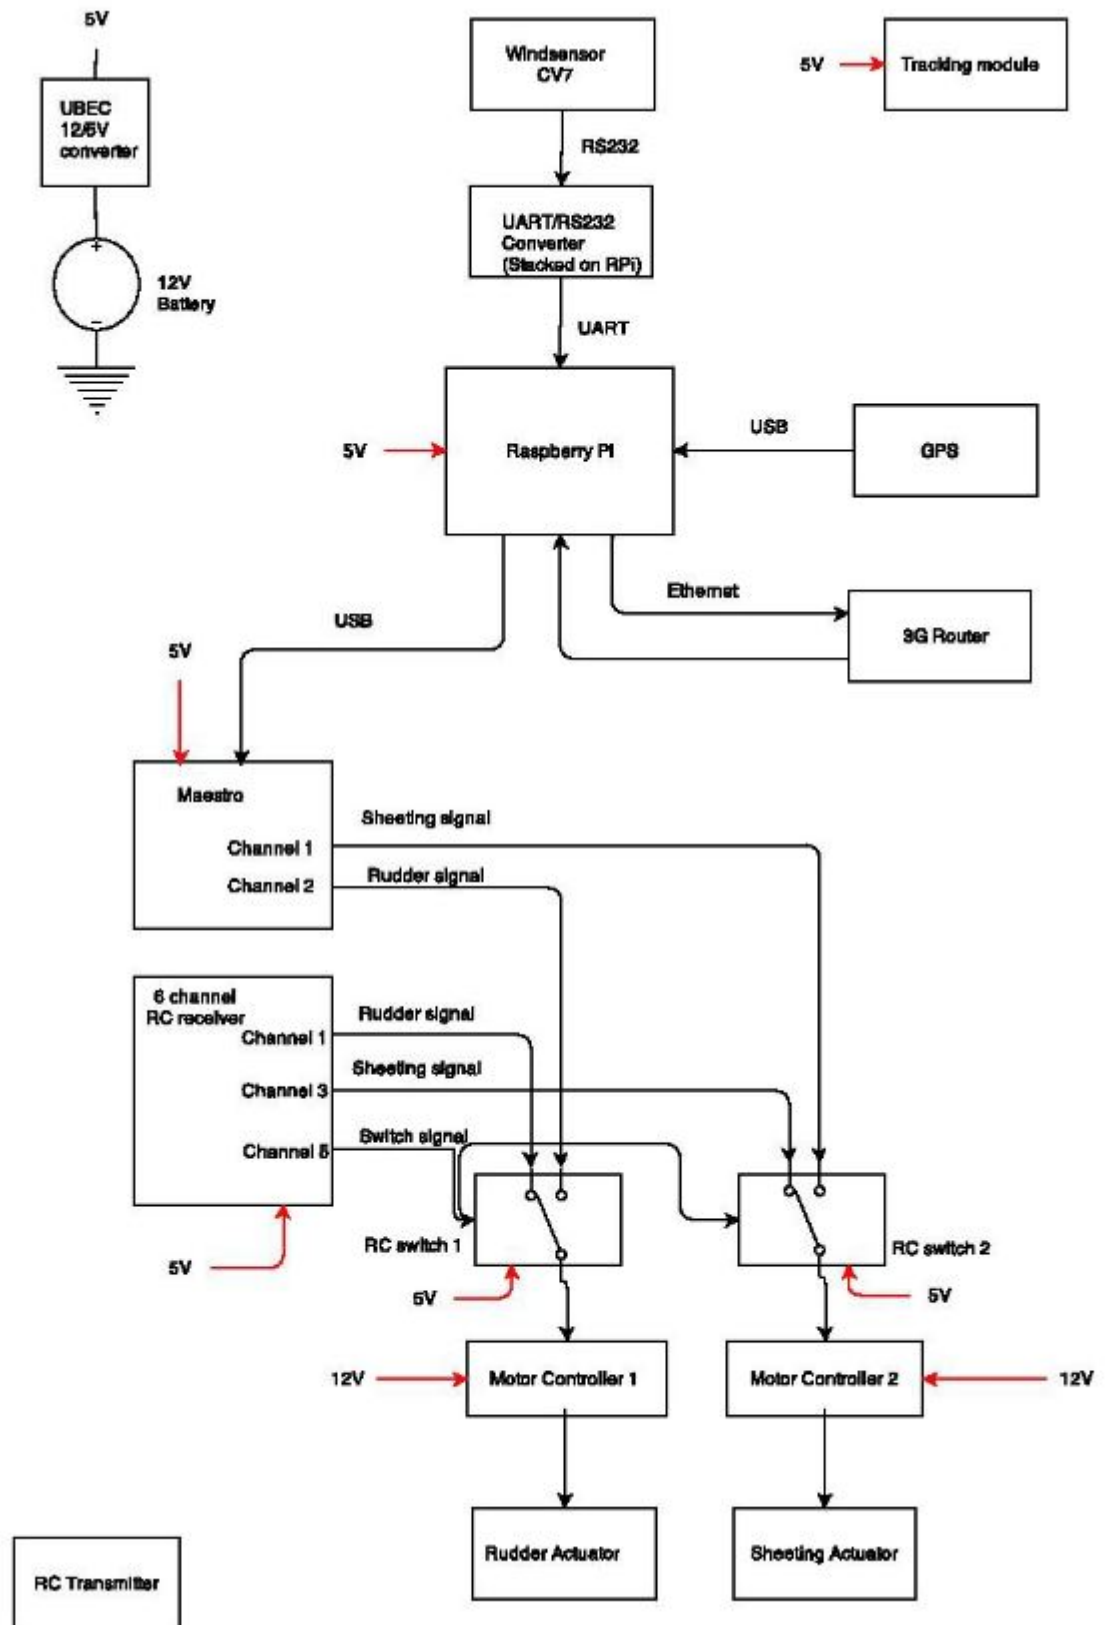 5V
UBEC
12/5V
converter
12V
Battery
Windsensor
CV7
RS232
UART/RS232
Converter
(Stacked on RPi)
UART
5V
Tracking module
5V
Raspberry Pi
USB
GPS
Ethernet
3G Router
USB
5V
Maestro
Channel 1
Channel 2
Sheeting signal
Rudder signal
6 channel
RC receiver
Channel 1
Channel 3
Channel 5
Rudder signal
Sheeting signal
Switch signal
5V
RC switch 1
5V
RC switch 2
5V
12V
Motor Controller 1
Motor Controller 2
12V
Rudder Actuator
Sheeting Actuator
RC Transmitter